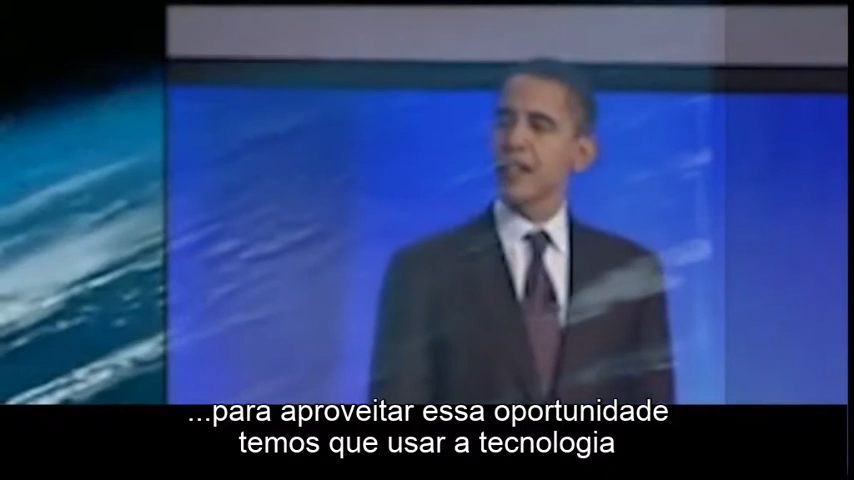 ...para aproveitar essa oportunidade
temos que usar a tecnologia